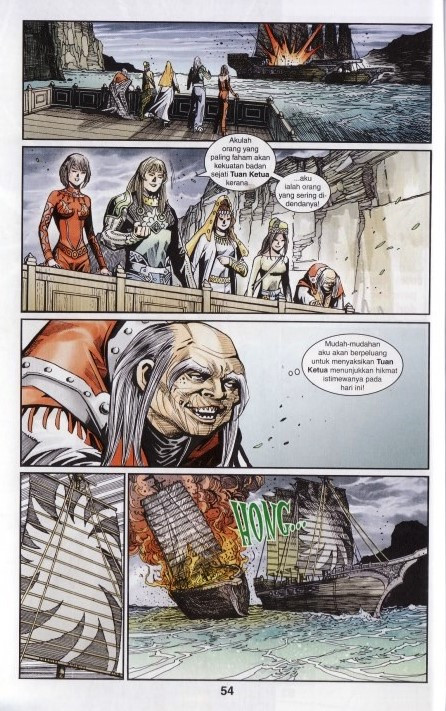 Akulah
orang yang
paling faham akan
kekuatan badan
sejati Tuan Ketua
kerana...
...aku
ialah orang
yang sering di-
dendanya!
Mudah-mudahan
aku akan berpeluang
untuk menyaksikan Tuan
Ketua menunjukkan hikmat
istimewanya pada
hari ini!
HONG...
54